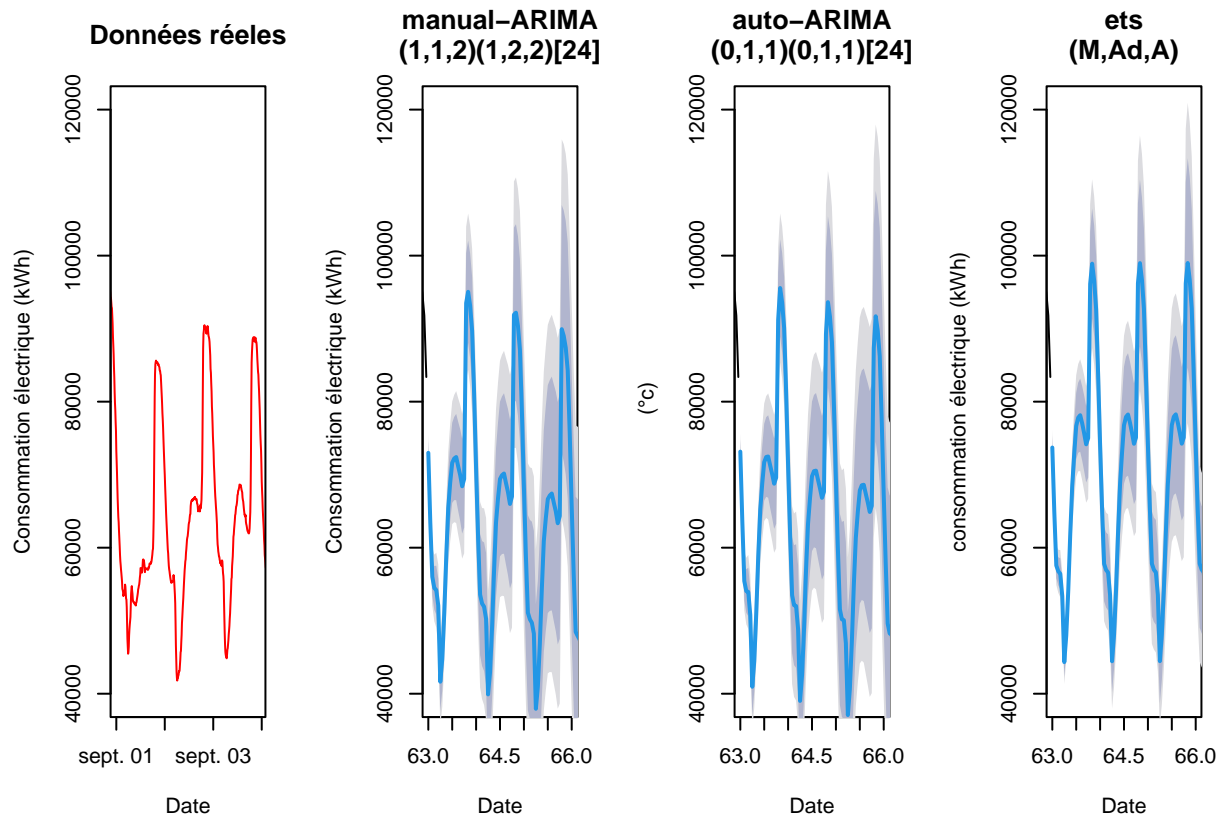 Données réeles
Consommation électrique (kWh)
120000
100000
80000
60000
40000
sept. 01
sept. 03
Date
manual−ARIMA
(1,1,2)(1,2,2)[24]
Consommation électrique (kWh)
120000
100000
80000
60000
40000
63.0
64.5
66.0
Date
auto−ARIMA
(0,1,1)(0,1,1)[24]
(°c)
120000
100000
80000
60000
40000
63.0
64.5
66.0
Date
ets
(M,Ad,A)
consommation électrique (kWh)
120000
100000
80000
60000
40000
63.0
64.5
66.0
Date